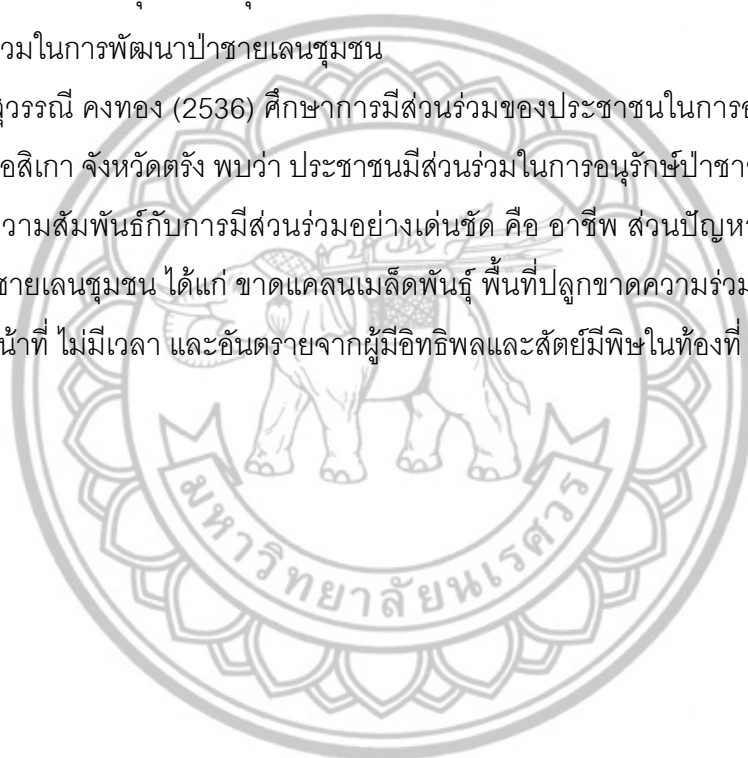 วมในการพัฒนาป่าชายเลนชุมชน
สุวรรณี คงทอง (2536) ศึกษาการมีส่วนร่วมของประชาชนในการอ
อสิเกา จังหวัดตรัง พบว่า ประชาชนมีส่วนร่วมในการอนุรักษ์ป่าชา
วามสัมพันธ์กับการมีส่วนร่วมอย่างเด่นชัด คือ อาชีพ ส่วนปัญหา
ชายเลนชุมชน ได้แก่ ขาดแคลนเมล็ดพันธุ์ พื้นที่ปลูกขาดความร่วม
น้าที่ ไม่มีเวลา และอันตรายจากผู้มีอิทธิพลและสัตย์มีพิษในท้องที่
มหาวิทยาลัยนเรศวร